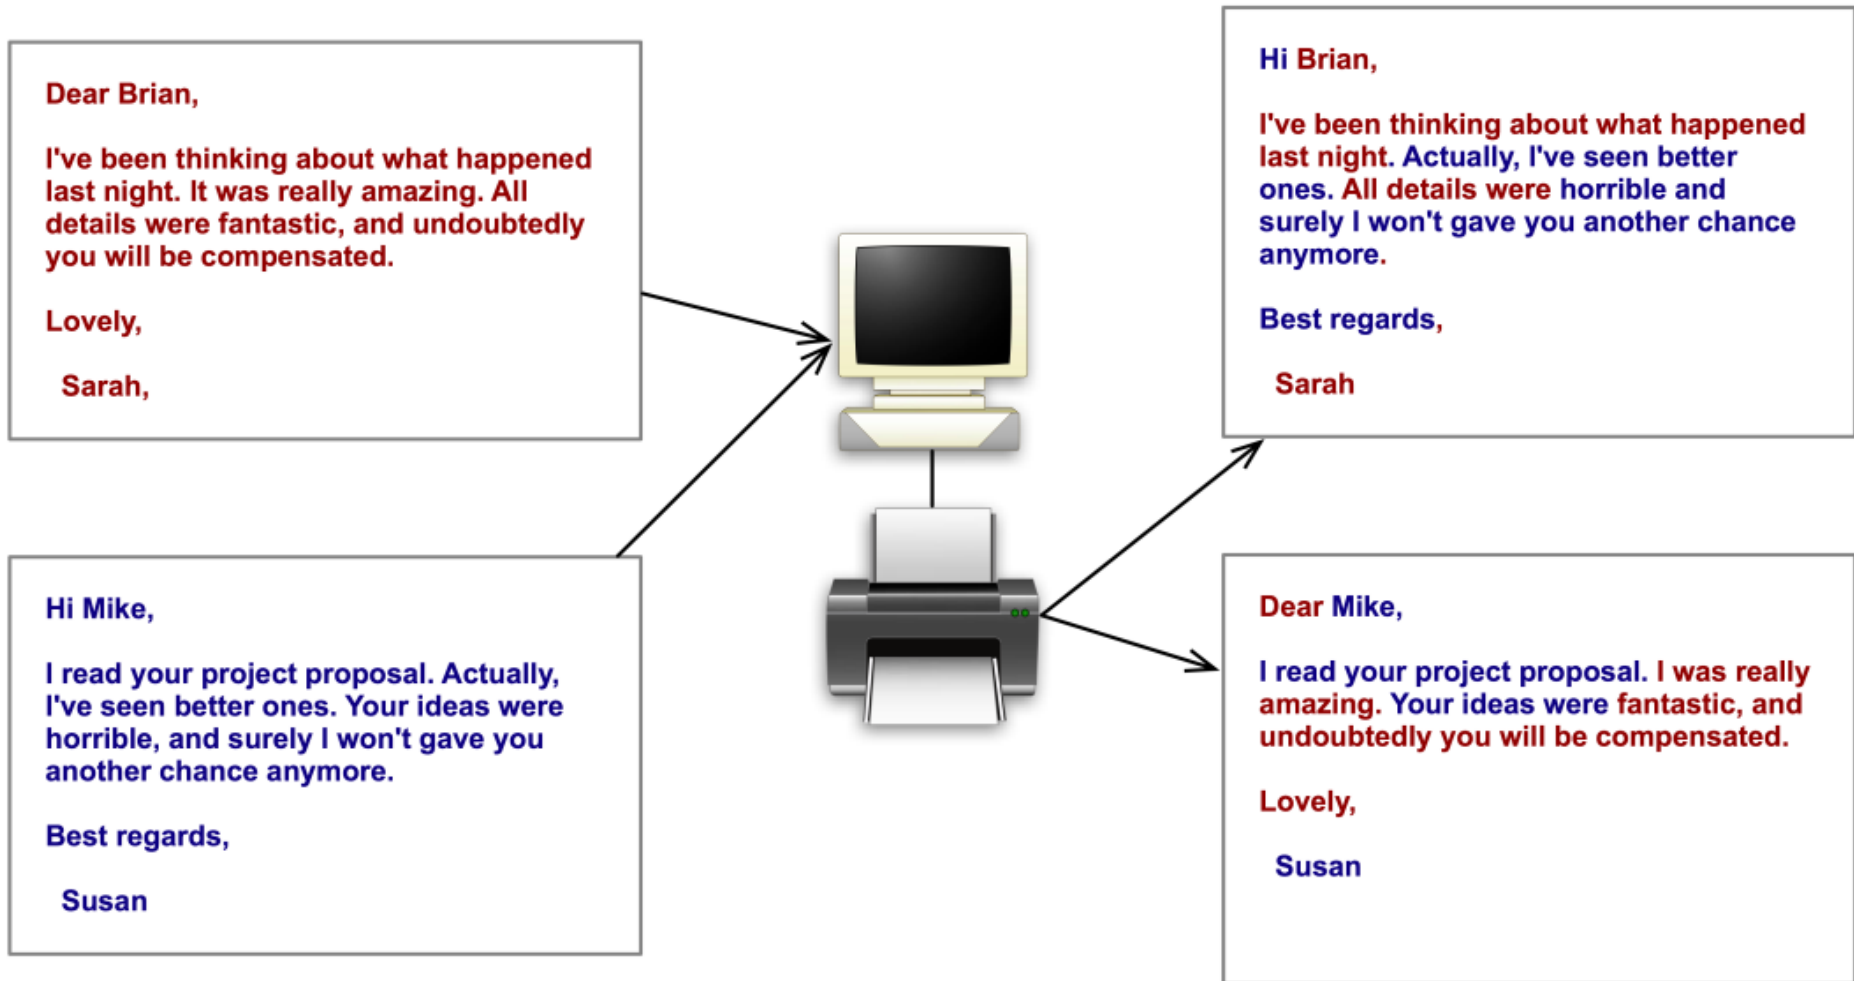 Dear Brian,
I've been thinking about what happened
last night. It was really amazing. All
details were fantastic, and undoubtedly
you will be compensated.
Lovely,
Sarah,
Hi Mike,
I read your project proposal. Actually,
I've seen better ones. Your ideas were
horrible, and surely I won't gave you
another chance anymore.
Best regards,
Susan
Hi Brian,
I've been thinking about what happened
last night. Actually, I've seen better
ones. All details were horrible and
surely I won't gave you another chance
anymore.
Best regards,
Sarah
Dear Mike,
I read your project proposal. I was really
amazing. Your ideas were fantastic, and
undoubtedly you will be compensated.
Lovely,
Susan